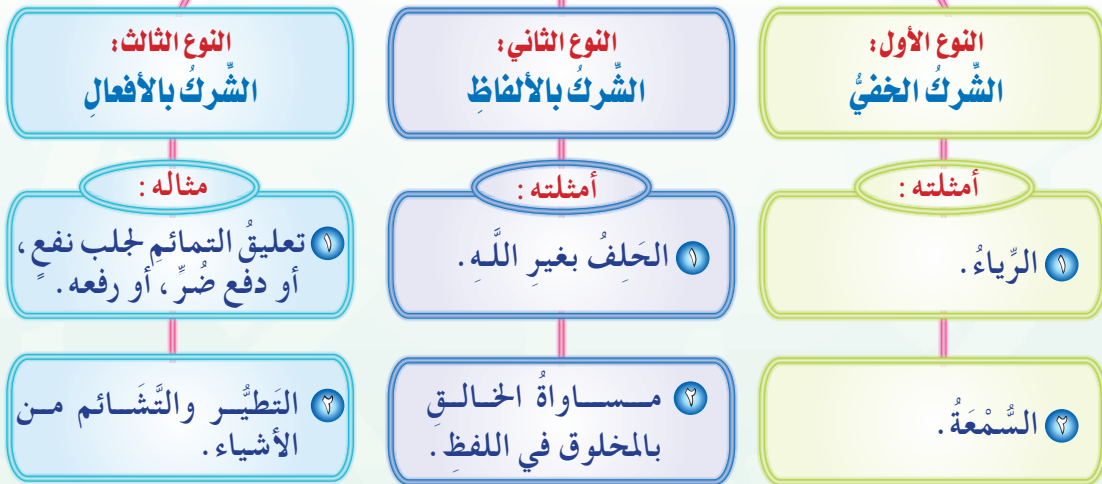 النوع الأول:
الشِّركُ الخفيُّ
أمثلته:
١ الرِّياءُ.
٢ السُّمْعَةُ.
النوع الثاني:
الشِّركُ بالألفاظِ
أمثلته:
١ الحَلِفُ بغيرِ اللَّهِ.
٢ مساواةُ الخالقِ
بالمخلوق في اللفظِ.
النوع الثالث:
الشِّركُ بالأفعالِ
مثاله:
١ تعليقُ التمائمِ لجلب نفعٍ،
أو دفع ضُرٍّ، أو رفعه.
٢ التَطيُّر والتَّشَائم من
الأشياء.